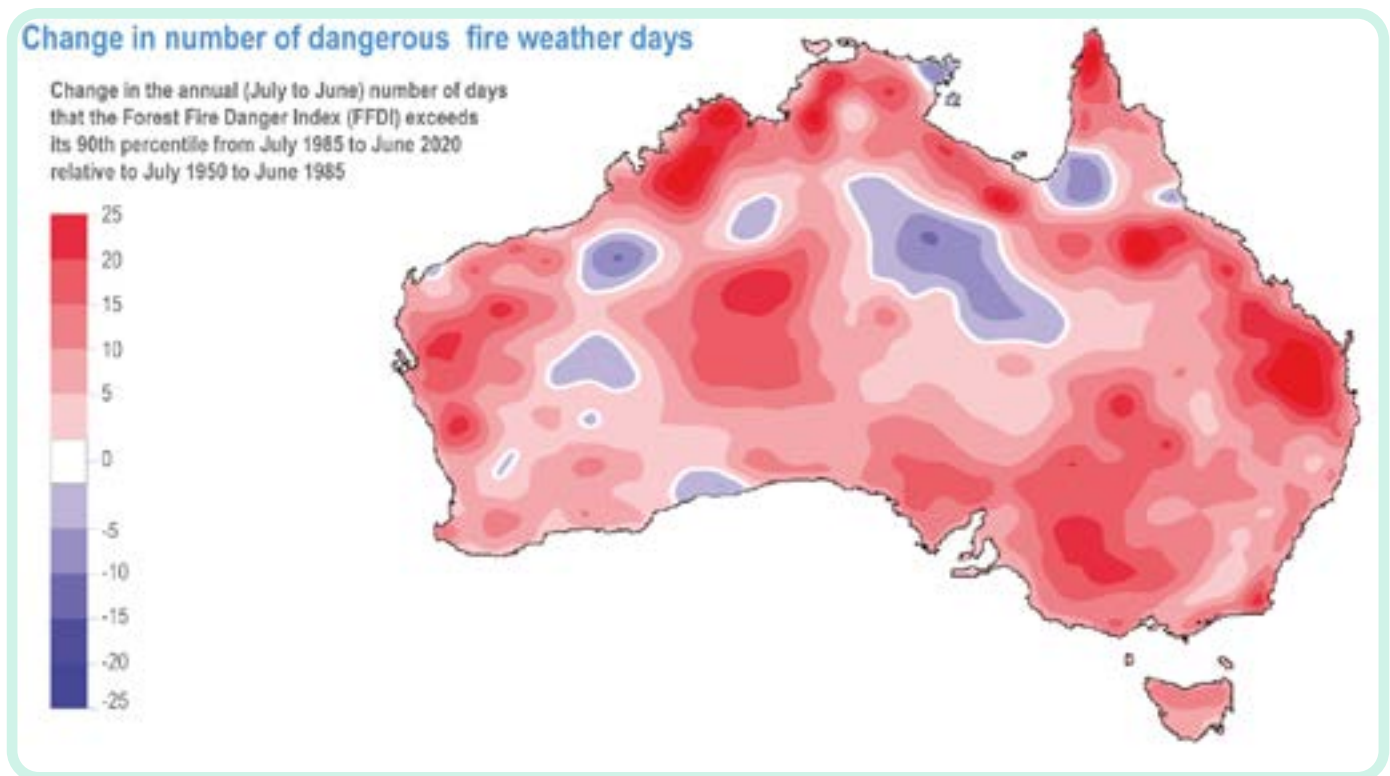 Change in number of dangerous fire weather days
Change in the annual (July to June) number of days
that the Forest Fire Danger Index (FFDI) exceeds
its 90th percentile from July 1985 to June 2020
relative to July 1950 to June 1985
25
20
15
10
5
0
-5
-10
-15
-20
-25